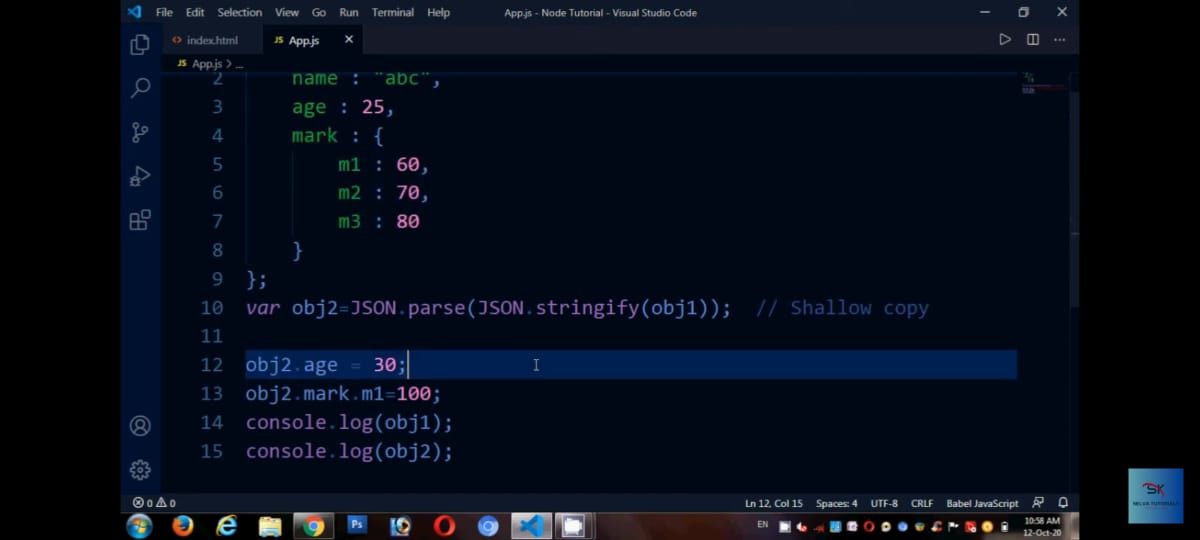 File Edit Selection View Go Run Terminal Help App.js - Node Tutorial - Visual Studio Code
<> index.html JS App.js
JS App.js > ...
2 name : "abc",
3 age : 25,
4 mark : {
5 m1 : 60,
6 m2 : 70,
7 m3 : 80
8 }
9 };
10 var obj2=JSON.parse(JSON.stringify(obj1)); // Shallow copy
11
12 obj2.age = 30;
13 obj2.mark.m1=100;
14 console.log(obj1);
15 console.log(obj2);
0 0 Ln 12, Col 15 Spaces: 4 UTF-8 CRLF Babel JavaScript
Ps EN 10:58 AM
12-Oct-20
SK
SELVA TUTORIALS